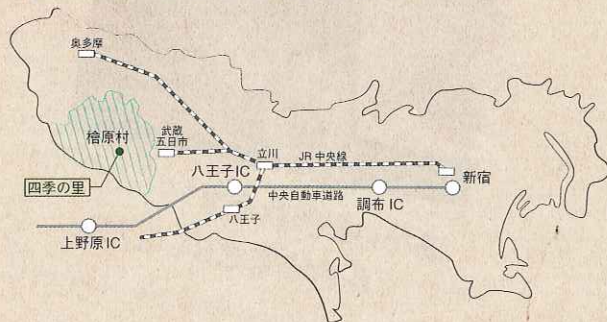 奥多摩
檜原村
武蔵
五日市
立川
JR 中央線
新宿
八王子IC
四季の里
中央自動車道路
調布 IC
八王子
上野原 IC